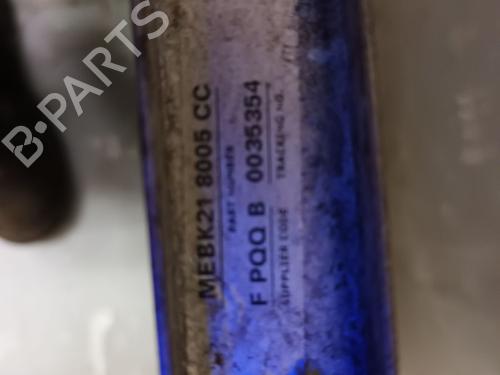 MEBK21 8005 CC
PART NUMBER
F PQQ B 0035354
SUPPLIER CODE TRACKING NO.
B-PARTS